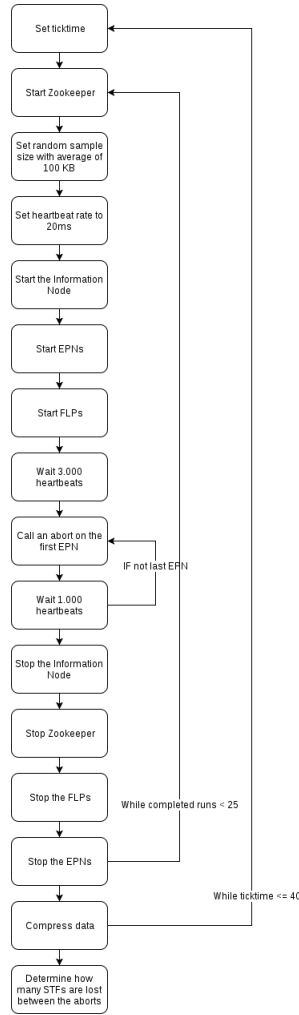 Set ticktime
Start Zookeeper
Set random sample
size with average of
100 KB
Set heartbeat rate to
20ms
Start the Information
Node
Start EPNs
Start FLPs
Wait 3.000
heartbeats
Call an abort on the
first EPN
IF not last EPN
Wait 1.000
heartbeats
Stop the Information
Node
Stop Zookeeper
Stop the FLPs
While completed runs < 25
Stop the EPNs
While ticktime <= 40
Compress data
Determine how
many STFs are lost
between the aborts